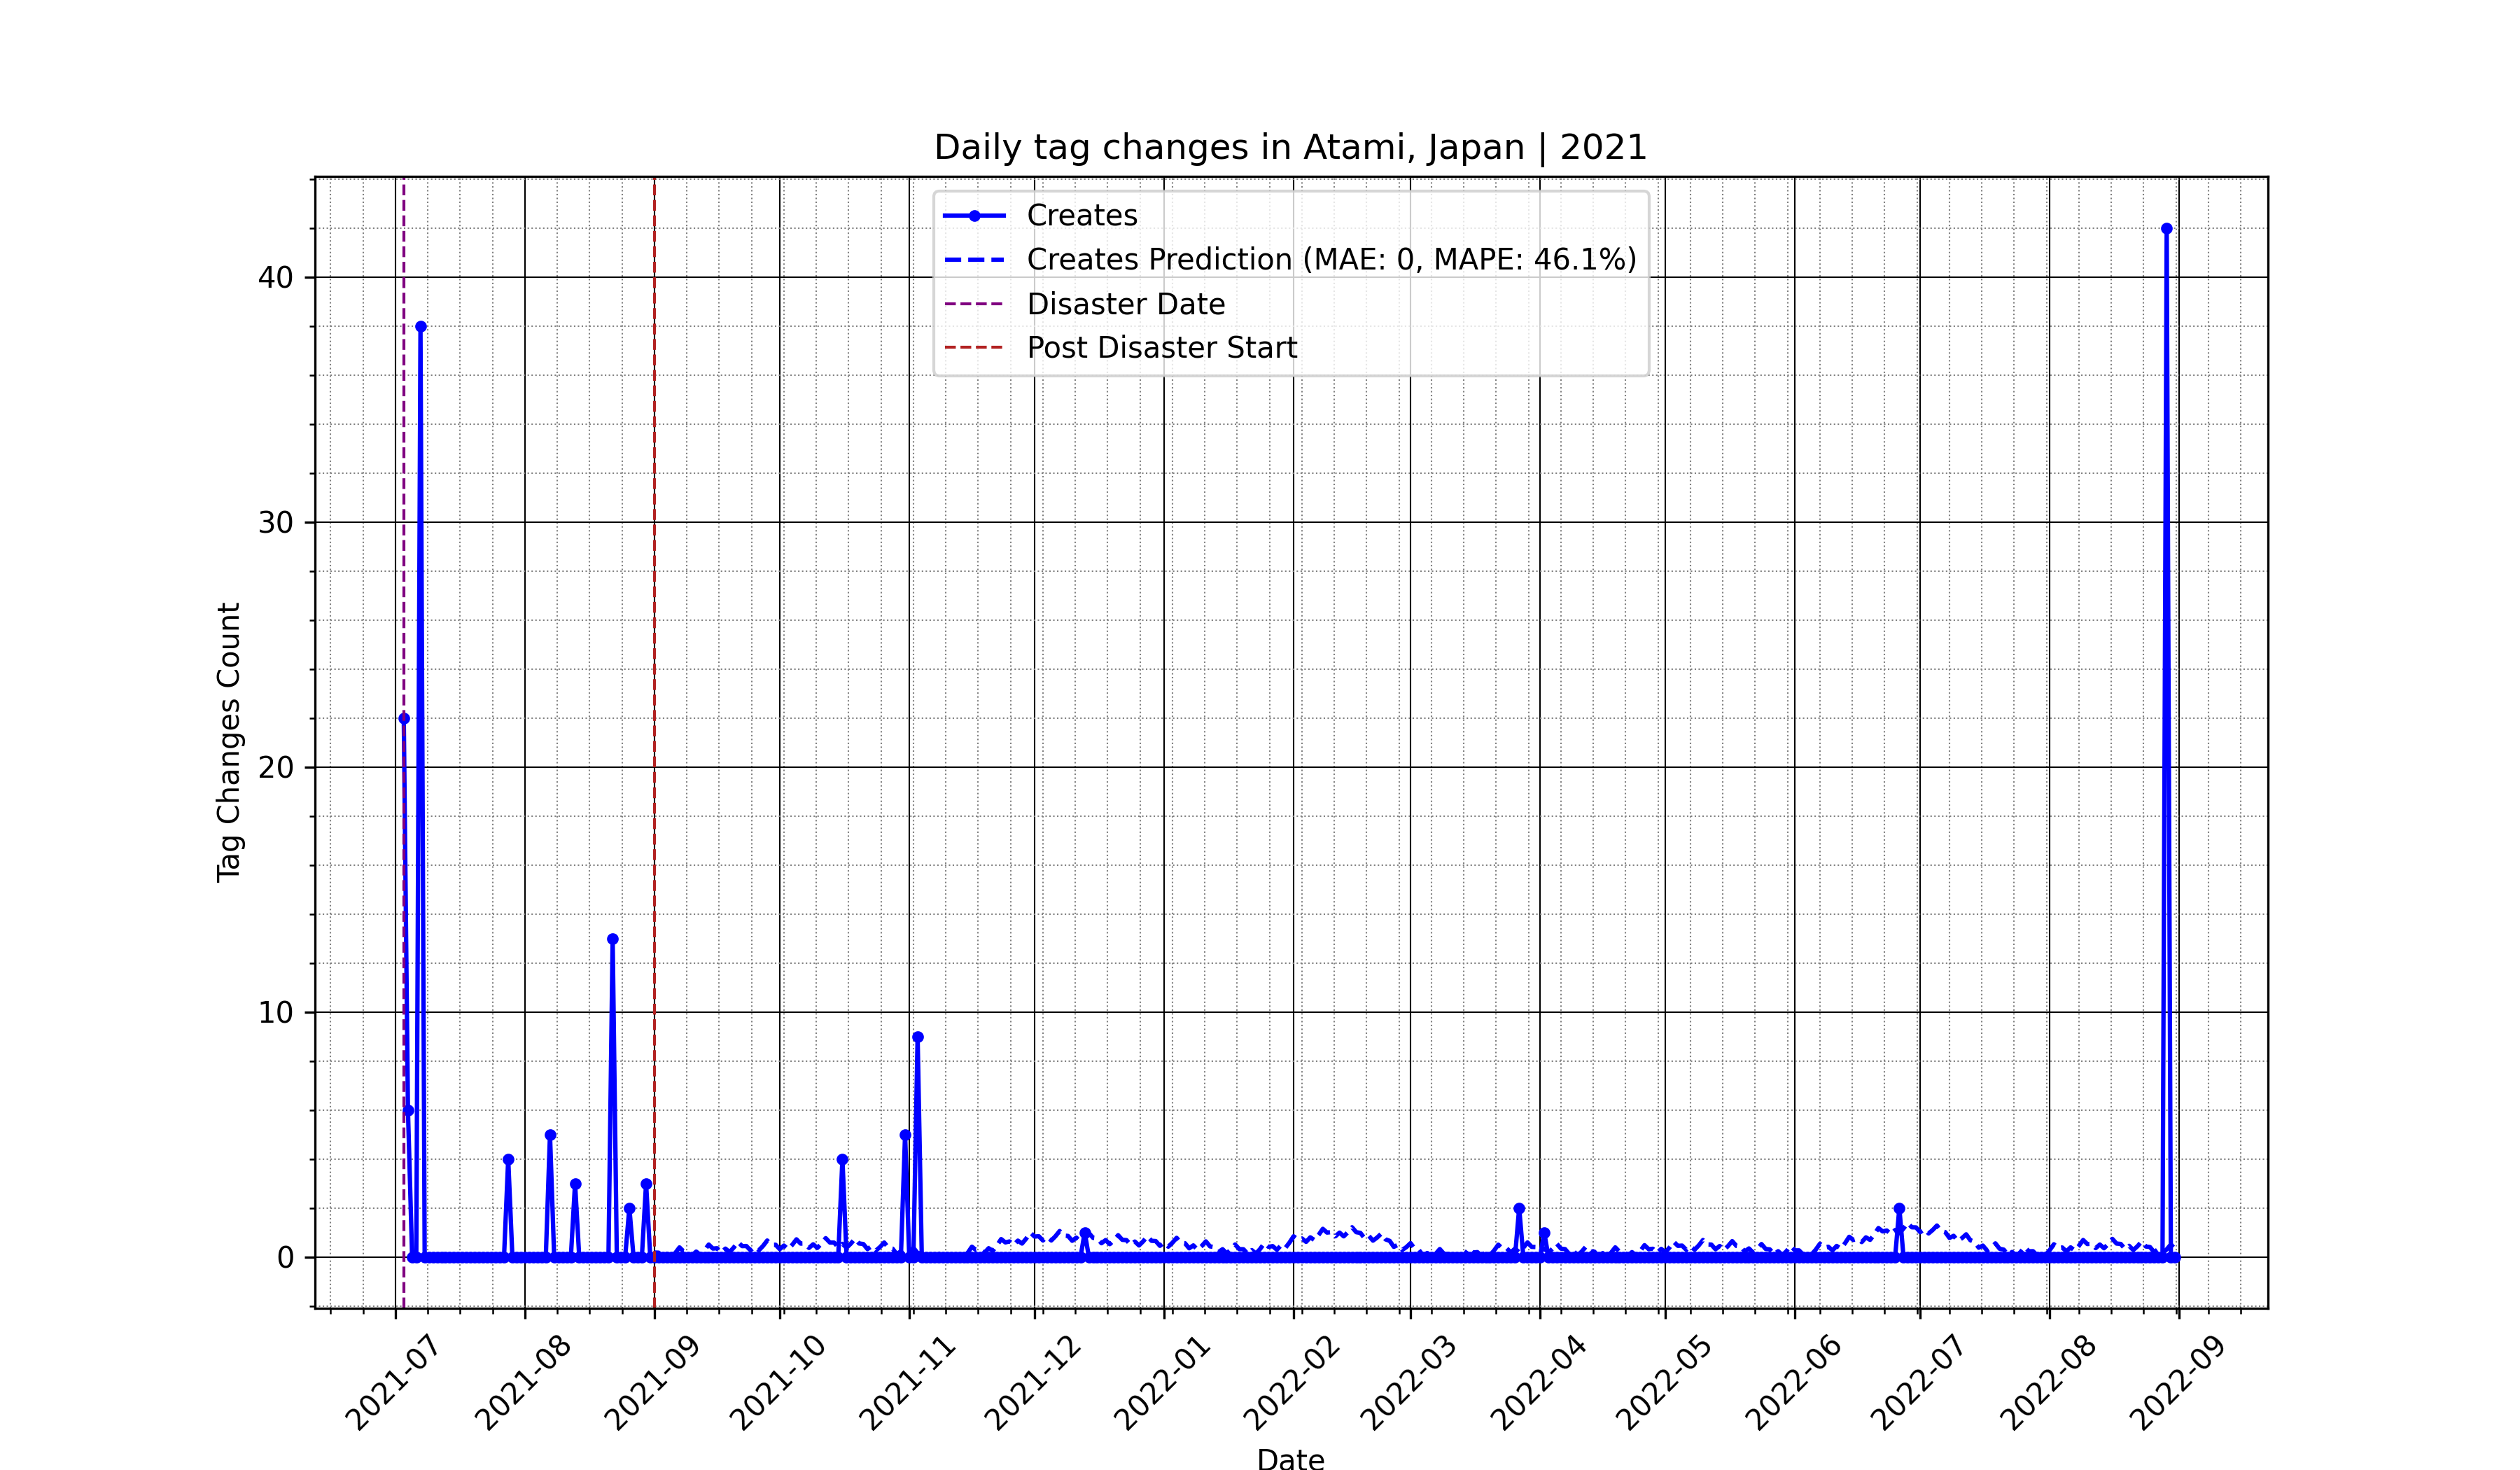 Daily tag changes in Atami, Japan | 2021
Creates
Creates Prediction (MAE: 0, MAPE: 46.1%)
Disaster Date
Post Disaster Start
Tag Changes Count
40
30
20
10
0
2021-07
2021-08
2021-09
2021-10
2021-11
2021-12
2022-01
2022-02
2022-03
2022-04
2022-05
2022-06
2022-07
2022-08
2022-09
Date